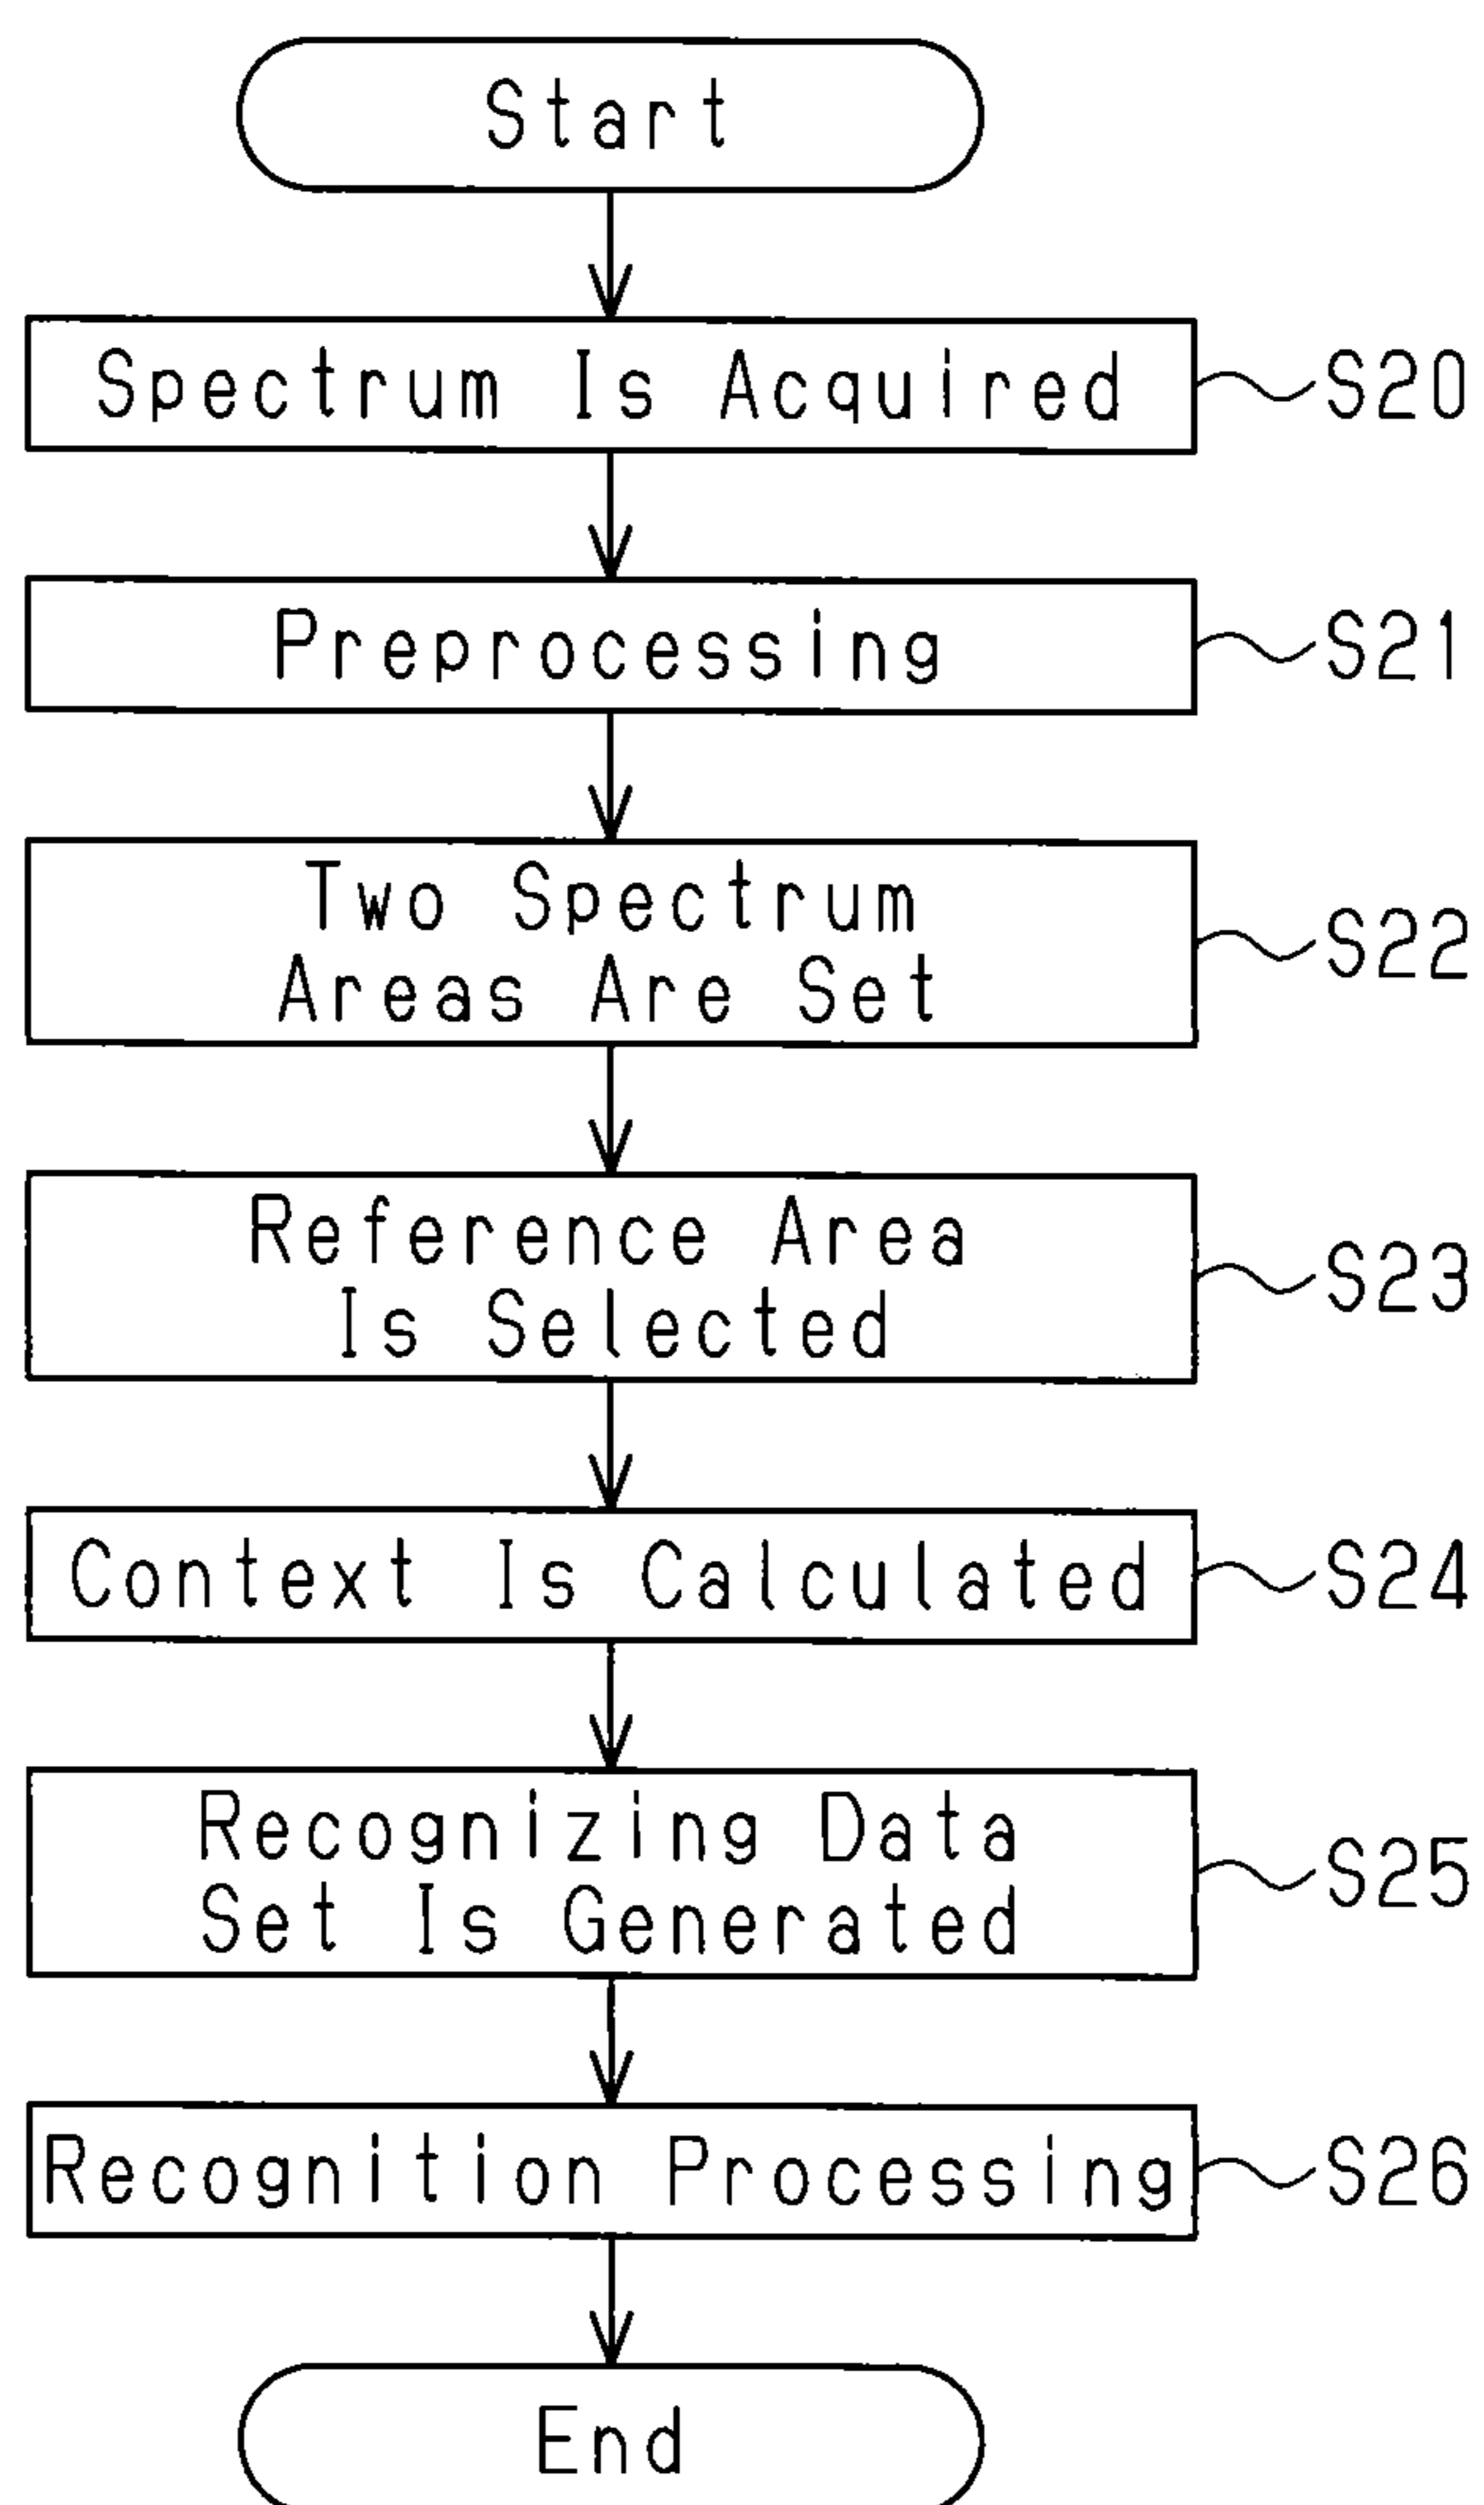 Start
Spectrum Is Acquired
S20
Preprocessing
S21
Two Spectrum
Areas Are Set
S22
Reference Area
Is Selected
S23
Context Is Calculated
S24
Recognizing Data
Set Is Generated
S25
Recognition Processing
S26
End